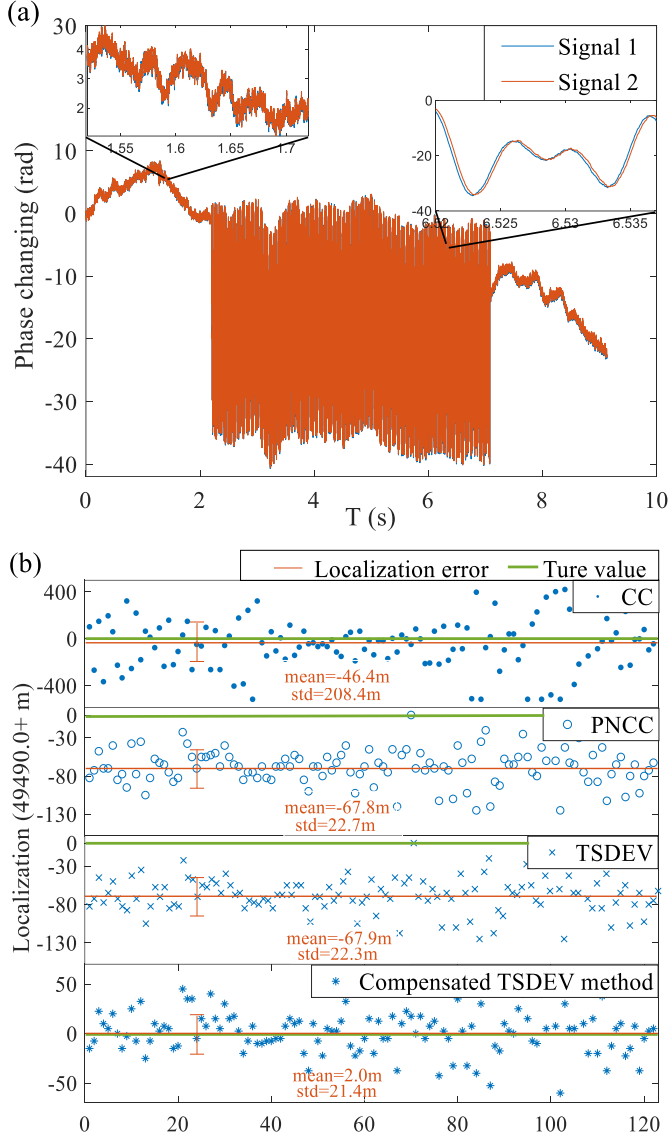 (a)
30
4
3
2
1.55
1.6
1.65
1.7
Signal 1
Signal 2
0
-20
-40
6.52
6.525
6.53
6.535
10
0
-10
-20
-30
-40
Phase changing (rad)
0
2
4
6
8
10
T (s)
(b)
Localization error
Ture value
400
0
-400
CC
mean=-46.4m
std=208.4m
0
-30
-80
-130
PNCC
mean=-67.8m
std=22.7m
0
-30
-80
-130
TSDEV
mean=-67.9m
std=22.3m
50
0
-50
Compensated TSDEV method
mean=2.0m
std=21.4m
Localization (49490.0+ m)
0
20
40
60
80
100
120